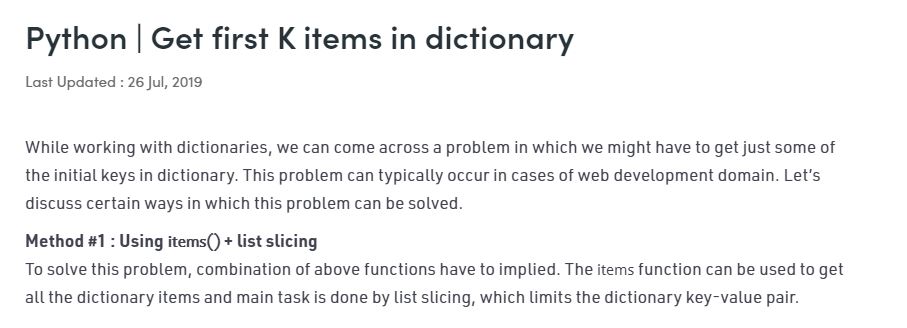 Python | Get first K items in dictionary
Last Updated : 26 Jul, 2019
While working with dictionaries, we can come across a problem in which we might have to get just some of
the initial keys in dictionary. This problem can typically occur in cases of web development domain. Let’s
discuss certain ways in which this problem can be solved.
Method #1 : Using items() + list slicing
To solve this problem, combination of above functions have to implied. The items function can be used to get
all the dictionary items and main task is done by list slicing, which limits the dictionary key-value pair.